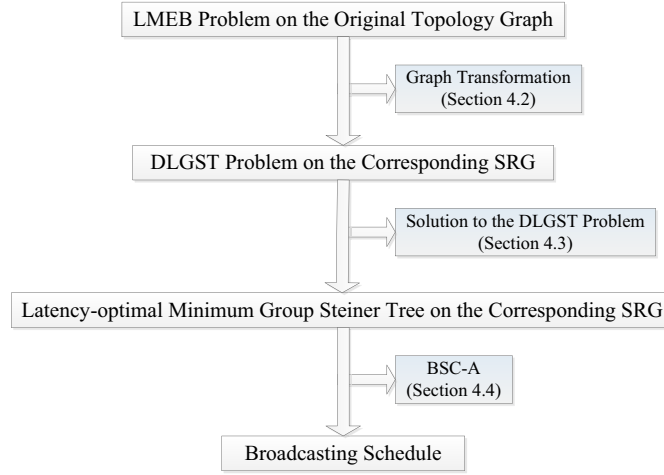 LMEB Problem on the Original Topology Graph
Graph Transformation
(Section 4.2)
DLGST Problem on the Corresponding SRG
Solution to the DLGST Problem
(Section 4.3)
Latency-optimal Minimum Group Steiner Tree on the Corresponding SRG
BSC-A
(Section 4.4)
Broadcasting Schedule